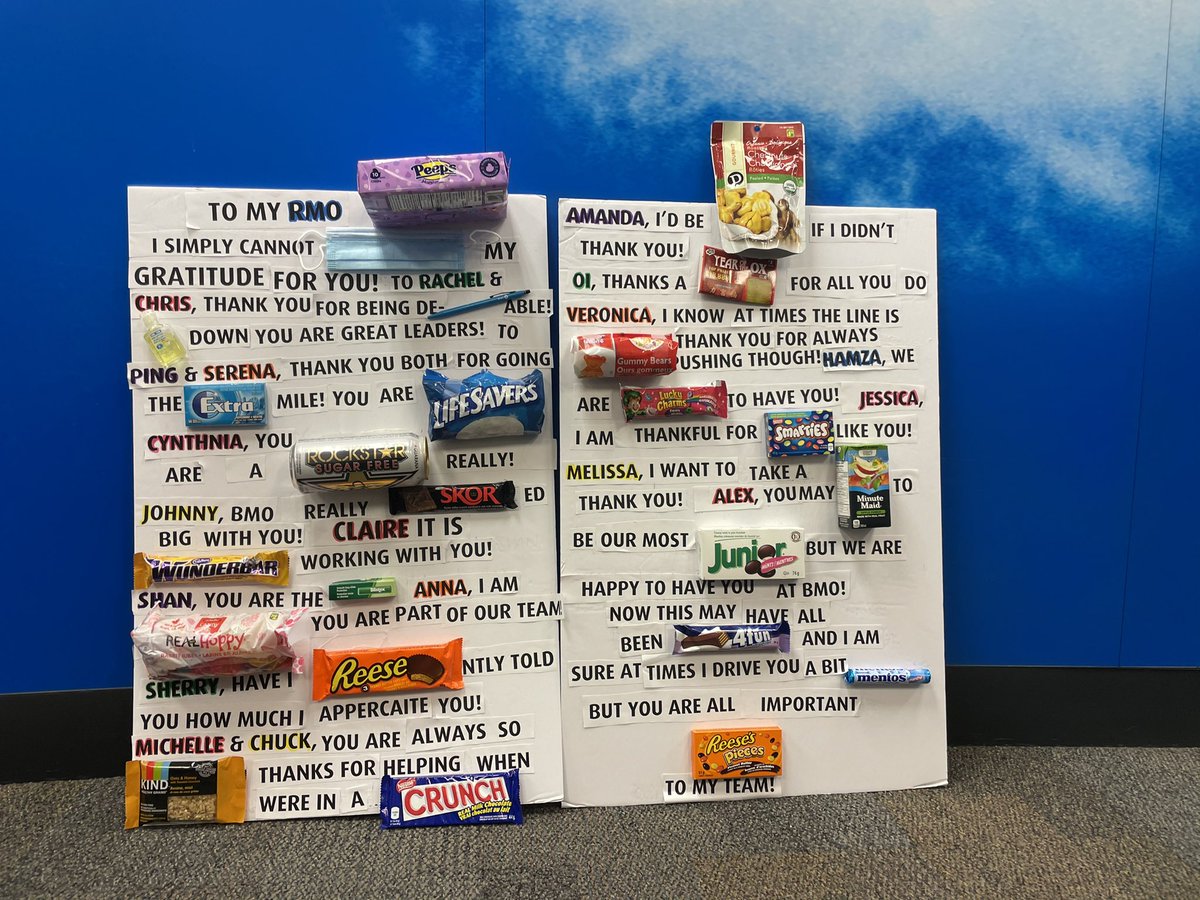 TO MY RMO Peeps
I SIMPLY CANNOT MY
GRATITUDE FOR YOU! TO RACHEL &
CHRIS, THANK YOU FOR BEING DE- ABLE!
DOWN YOU ARE GREAT LEADERS! TO
PING & SERENA, THANK YOU BOTH FOR GOING
THE Extra MILE! YOU ARE LIFESAVERS
CYNTHNIA, YOU
ARE A ROCKSTAR SUGAR FREE REALLY!
JOHNNY, BMO REALLY SKOR ED
BIG WITH YOU! CLAIRE IT IS
WUNDERBAR WORKING WITH YOU!
SHAN, YOU ARE THE ANNA, I AM
REAL Hoppy YOU ARE PART OF OUR TEAM
SHERRY, HAVE I Reese 3 NTLY TOLD
YOU HOW MUCH I APPERCAITE YOU!
MICHELLE & CHUCK, YOU ARE ALWAYS SO
KIND THANKS FOR HELPING WHEN
WERE IN A Nestlé CRUNCH
AMANDA, I'D BE IF I DIDN'T
THANK YOU!
OI, THANKS A FOR ALL YOU DO
VERONICA, I KNOW AT TIMES THE LINE IS
Gummy Bears THANK YOU FOR ALWAYS
USHING THOUGH! HAMZA, WE
ARE Lucky Charms TO HAVE YOU! JESSICA,
I AM THANKFUL FOR SMARTIES LIKE YOU!
MELISSA, I WANT TO TAKE A
THANK YOU! ALEX, YOU MAY Minute Maid TO
BE OUR MOST Junior MINTS BUT WE ARE
HAPPY TO HAVE YOU AT BMO!
NOW THIS MAY HAVE ALL
BEEN 4fun AND I AM
SURE AT TIMES I DRIVE YOU A BIT mentos
BUT YOU ARE ALL IMPORTANT
Reese's Pieces
TO MY TEAM!